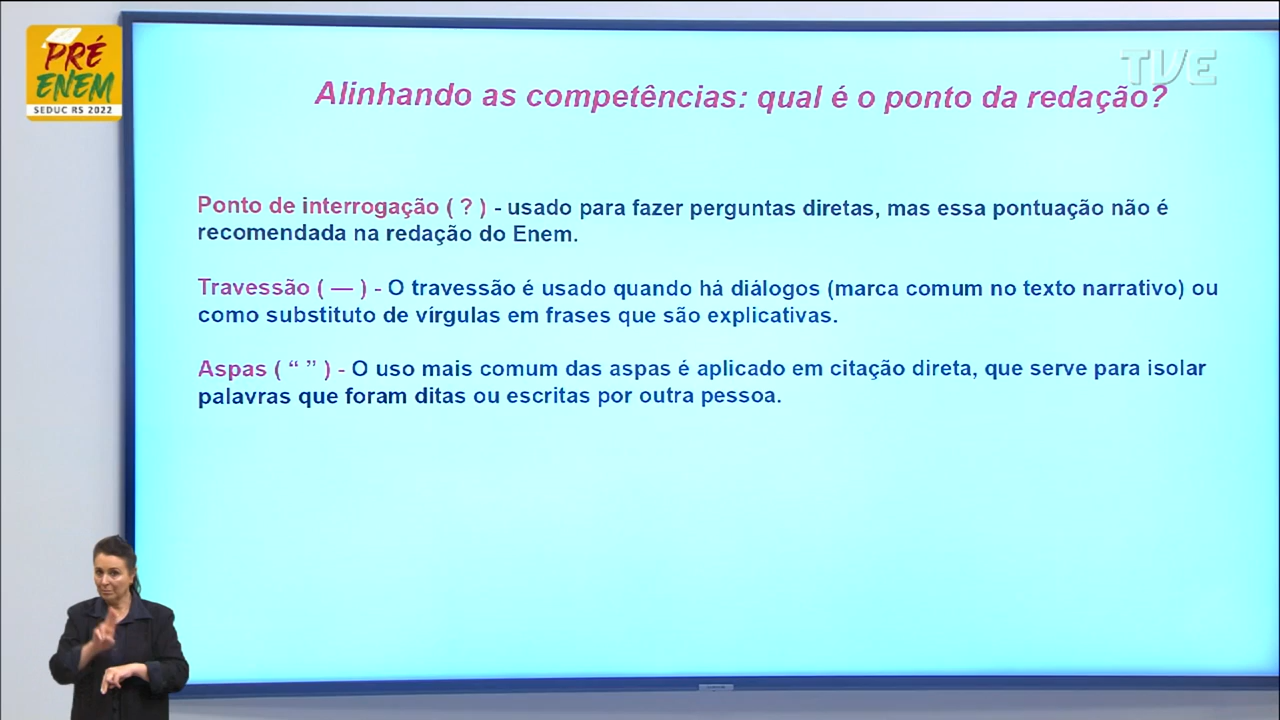 PRÉ
ENEM
SEDUC RS 2022
TVE
Alinhando as competências: qual é o ponto da redação?
Ponto de interrogação ( ? ) - usado para fazer perguntas diretas, mas essa pontuação não é
recomendada na redação do Enem.
Travessão ( — ) - O travessão é usado quando há diálogos (marca comum no texto narrativo) ou
como substituto de vírgulas em frases que são explicativas.
Aspas ( “ ” ) - O uso mais comum das aspas é aplicado em citação direta, que serve para isolar
palavras que foram ditas ou escritas por outra pessoa.